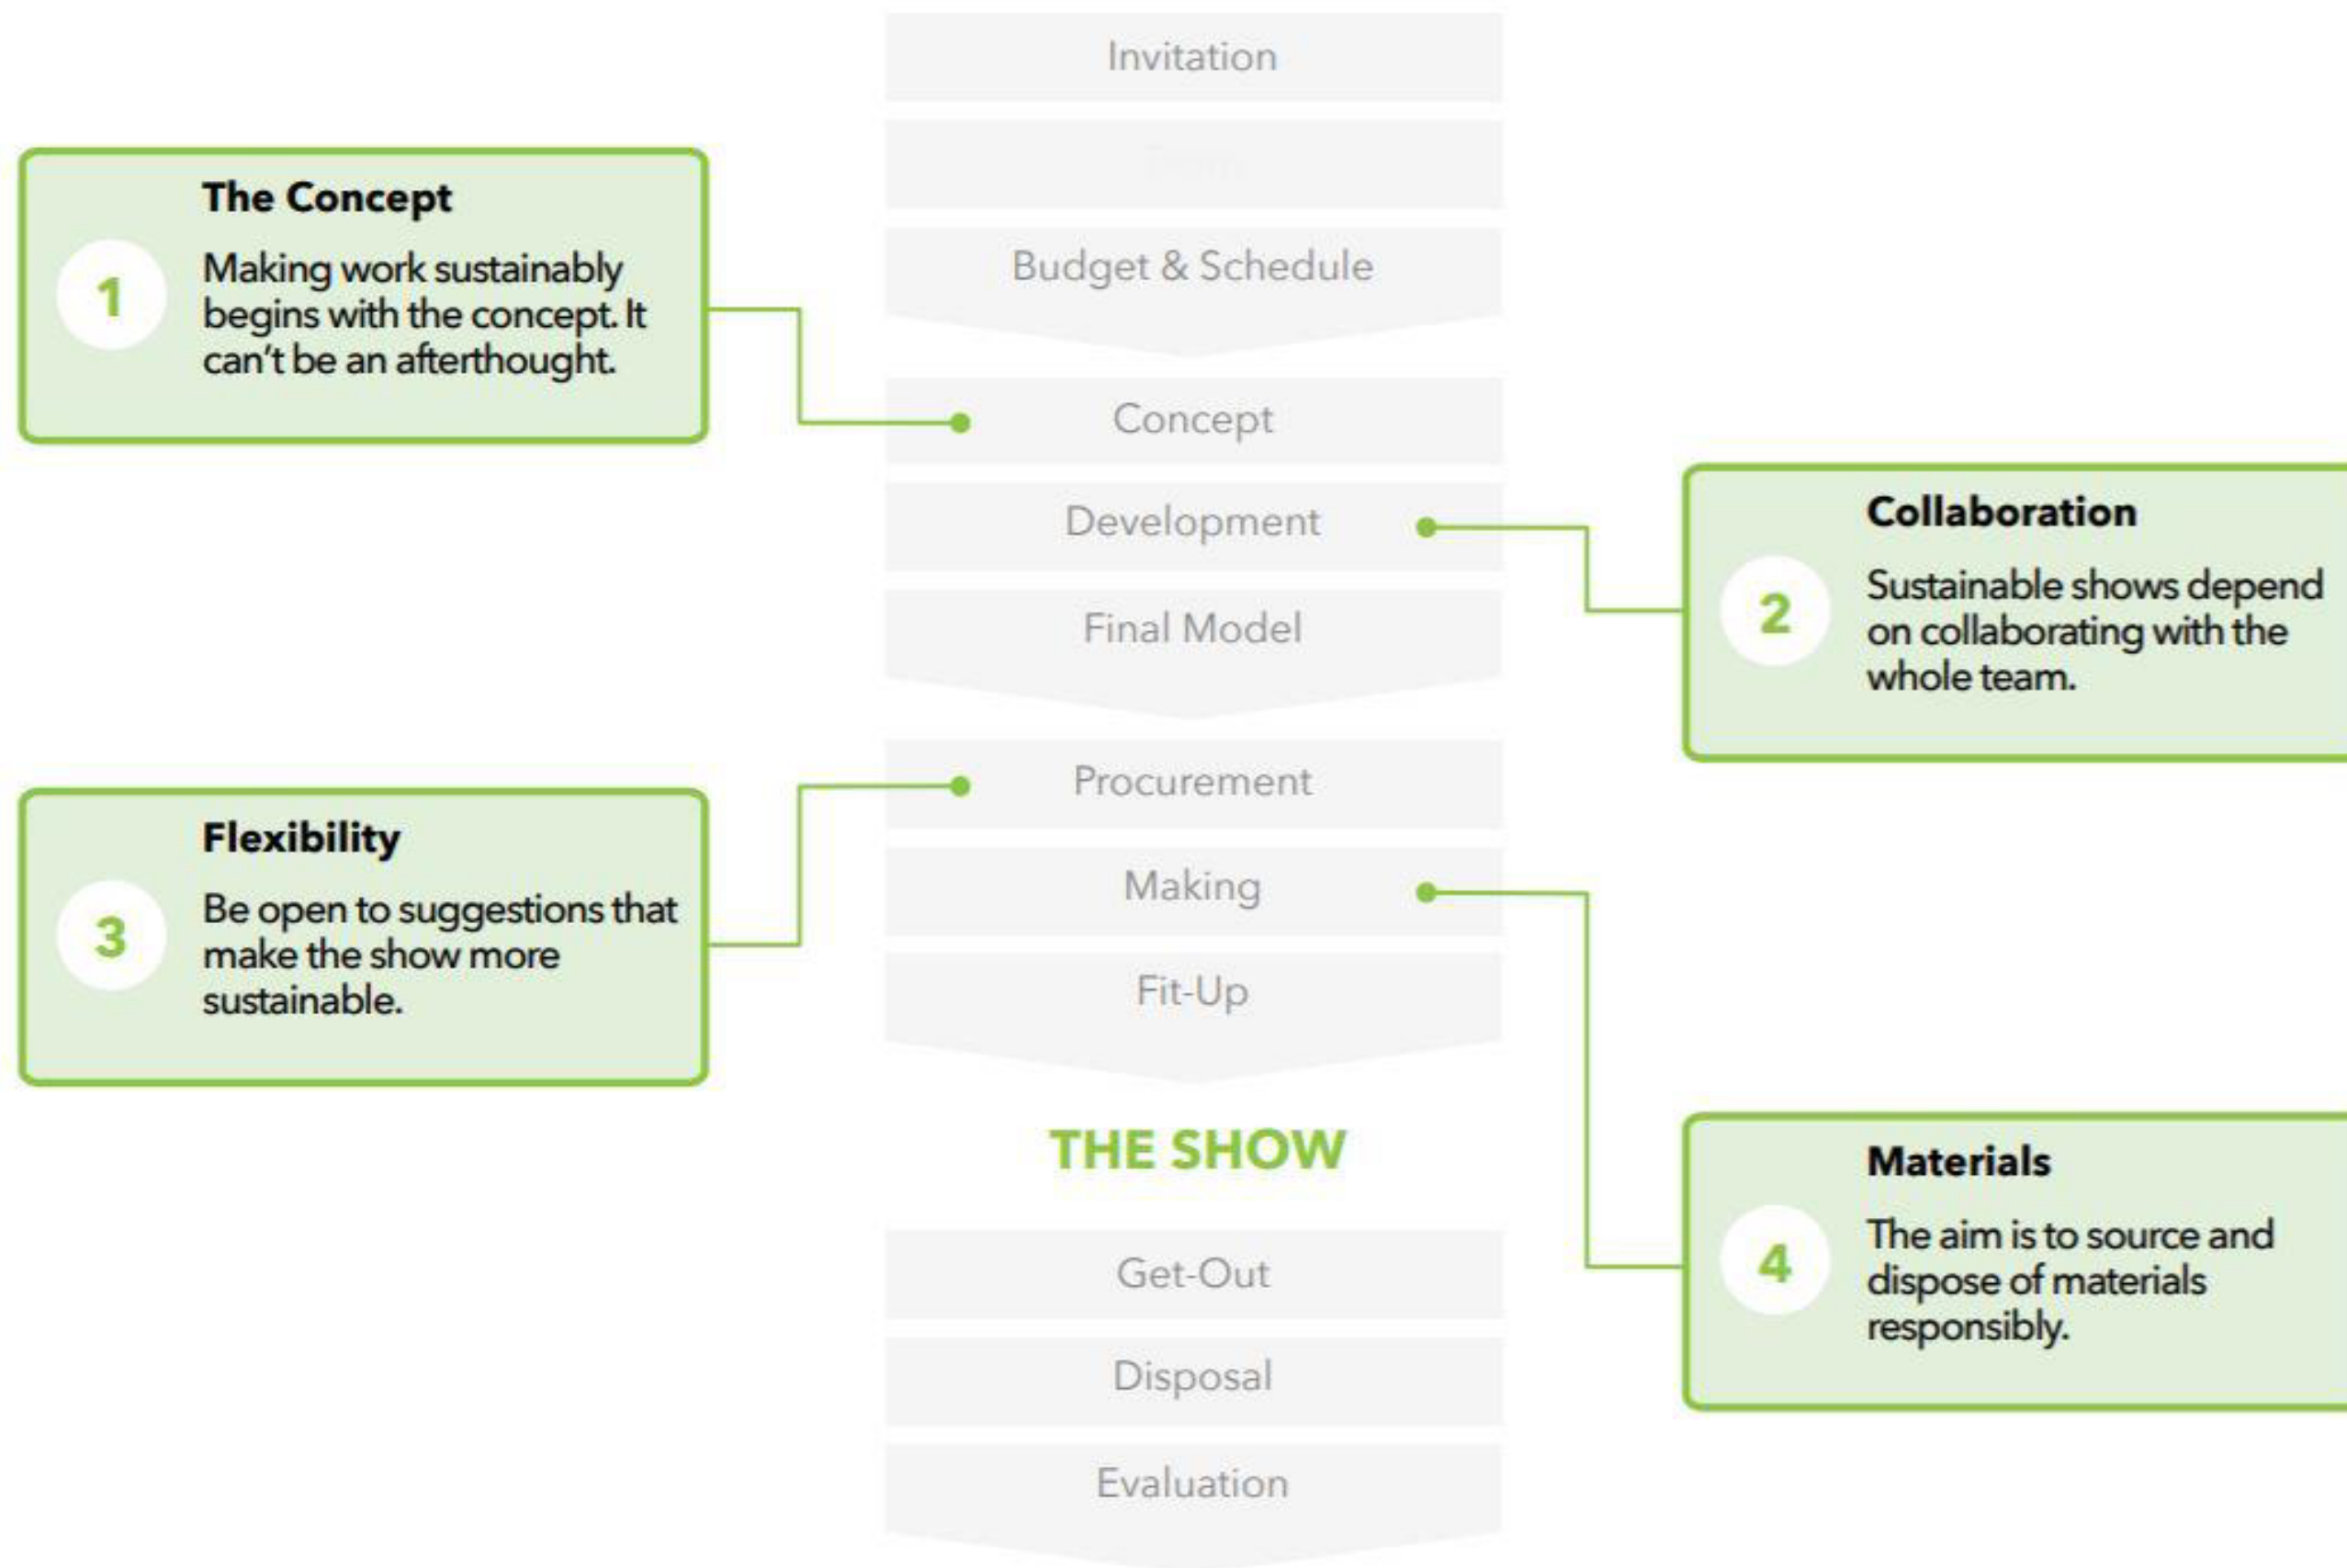 Invitation
Budget & Schedule
The Concept
1
Making work sustainably
begins with the concept. It
can't be an afterthought.
Concept
Development
Final Model
Collaboration
2
Sustainable shows depend
on collaborating with the
whole team.
Procurement
Making
Fit-Up
Flexibility
3
Be open to suggestions that
make the show more
sustainable.
THE SHOW
Materials
4
The aim is to source and
dispose of materials
responsibly.
Get-Out
Disposal
Evaluation